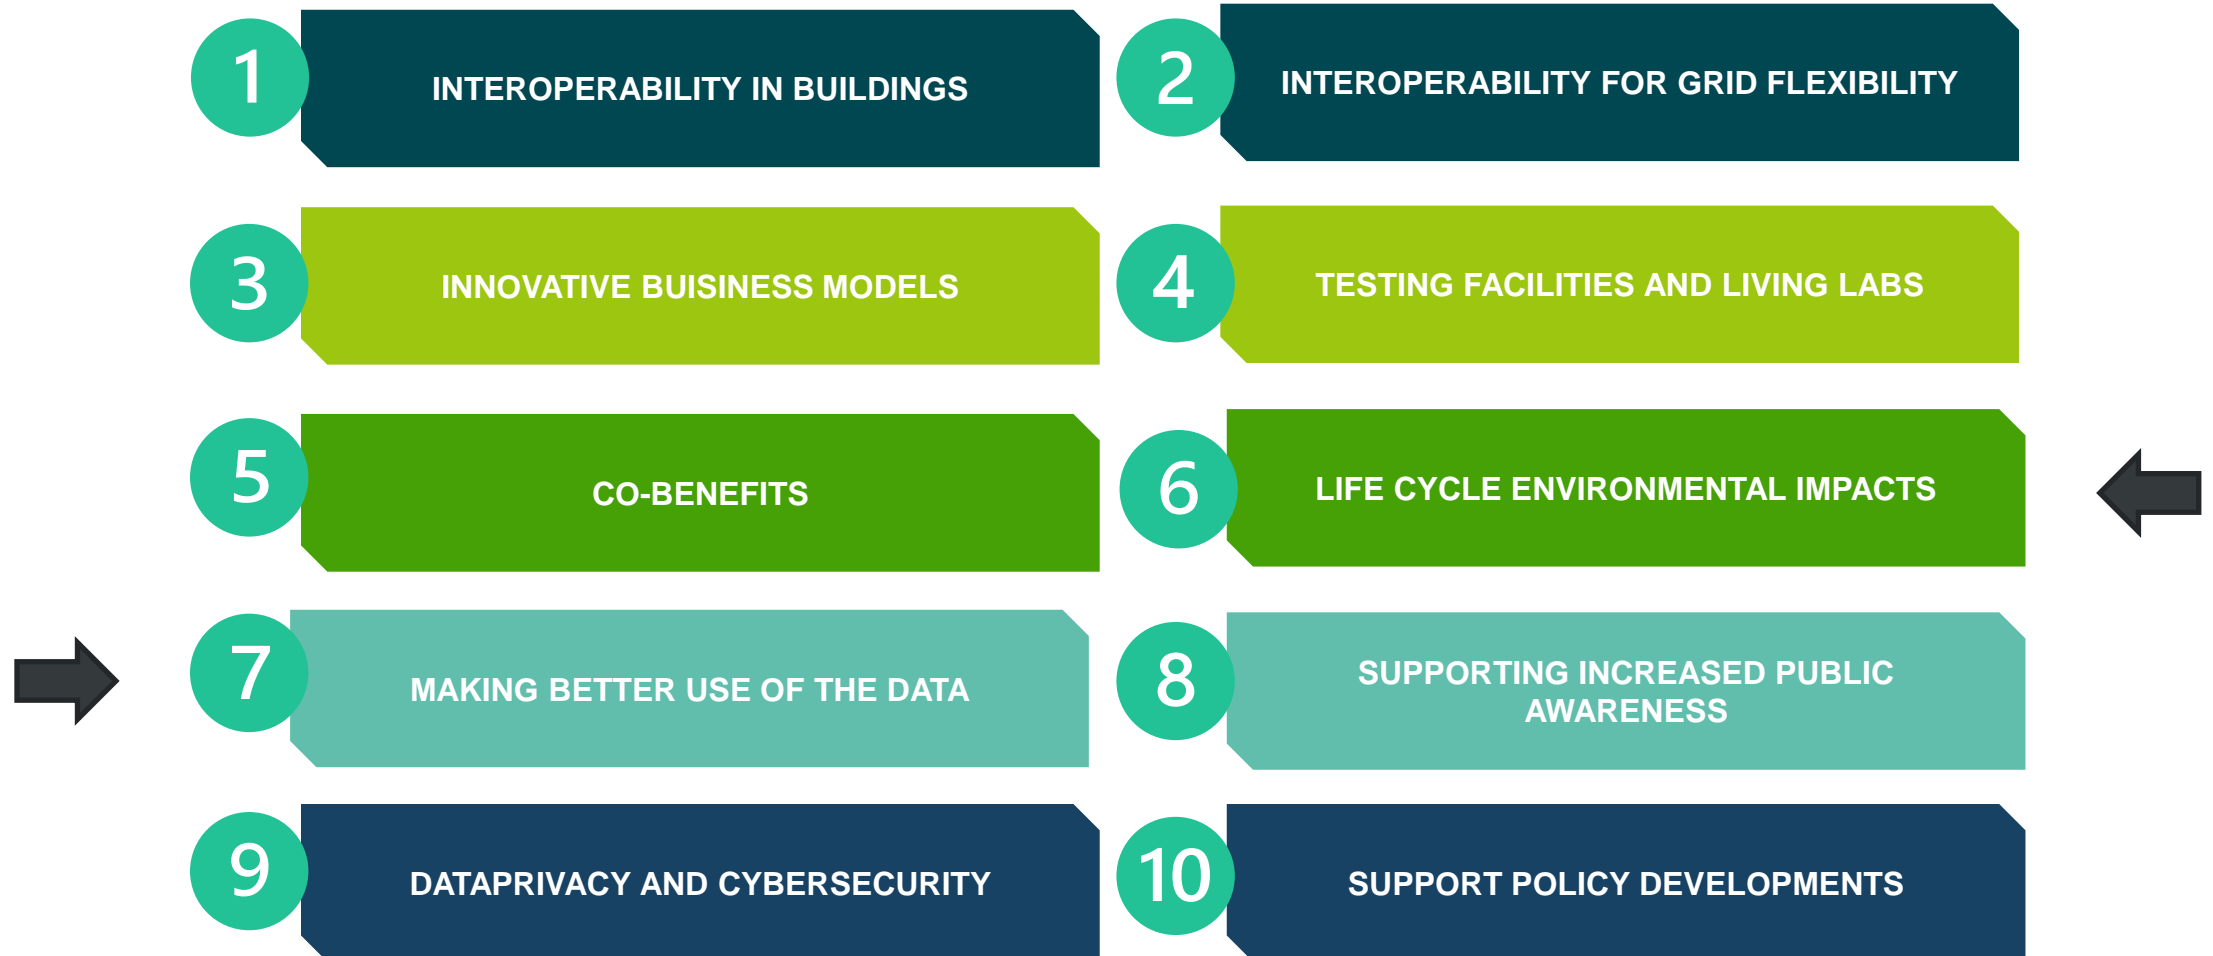 1
INTEROPERABILITY IN BUILDINGS
2
INTEROPERABILITY FOR GRID FLEXIBILITY
3
INNOVATIVE BUISINESS MODELS
4
TESTING FACILITIES AND LIVING LABS
5
CO-BENEFITS
6
LIFE CYCLE ENVIRONMENTAL IMPACTS
7
MAKING BETTER USE OF THE DATA
8
SUPPORTING INCREASED PUBLIC
AWARENESS
9
DATAPRIVACY AND CYBERSECURITY
10
SUPPORT POLICY DEVELOPMENTS